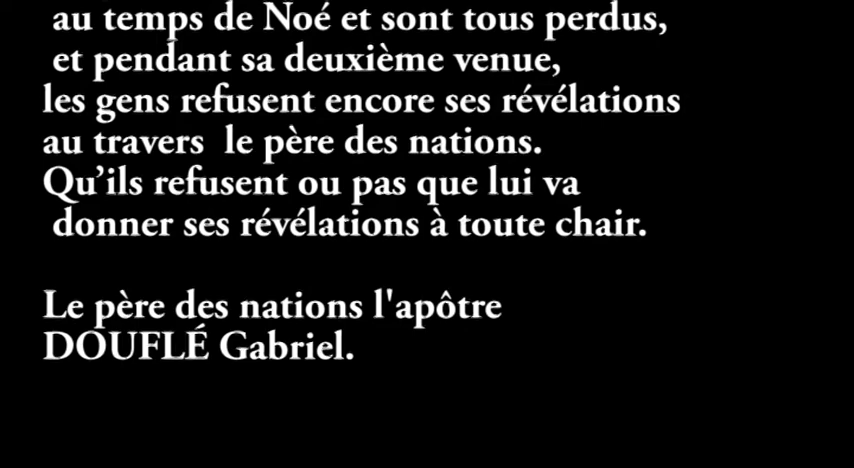 au temps de Noé et sont tous perdus,
et pendant sa deuxième venue,
les gens refusent encore ses révélations
au travers le père des nations.
Qu’ils refusent ou pas que lui va
donner ses révélations à toute chair.
Le père des nations l'apôtre
DOUFLÉ Gabriel.